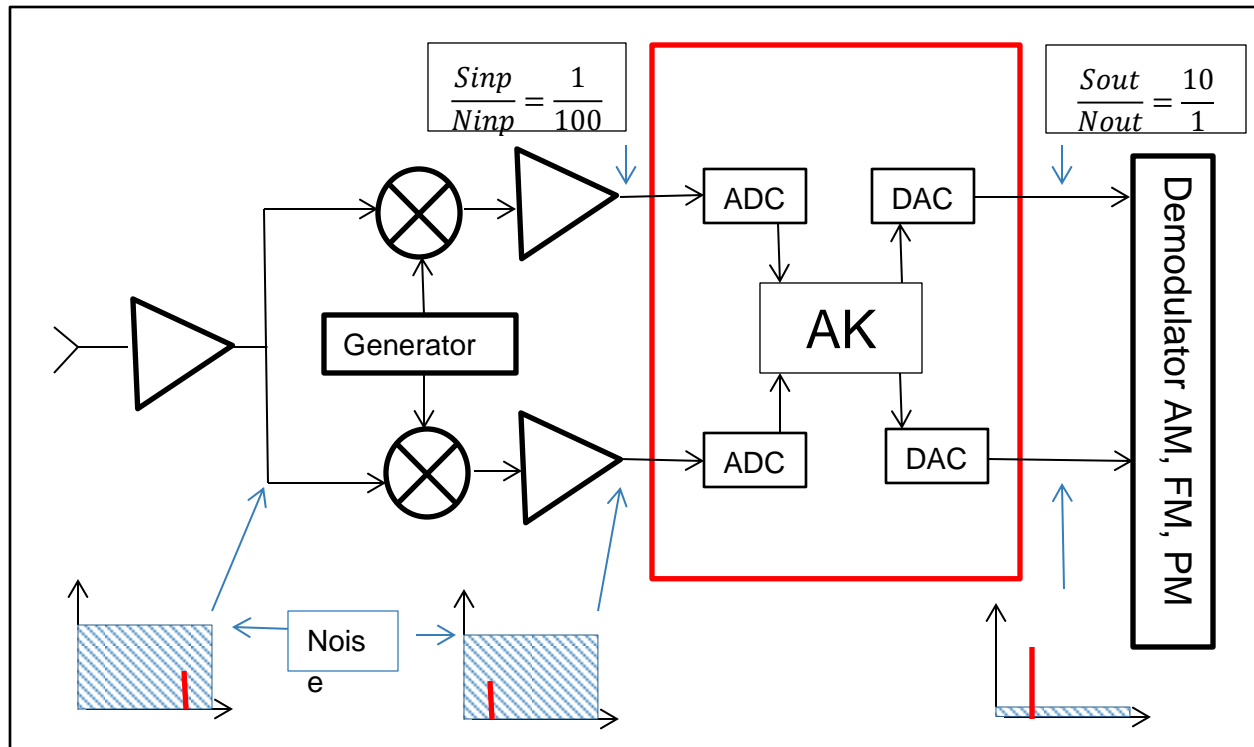 Sinp
Ninp
=
1
100
Sout
Nout
=
10
1
ADC
DAC
AK
Generator
ADC
DAC
Demodulator AM, FM, PM
Nois
e